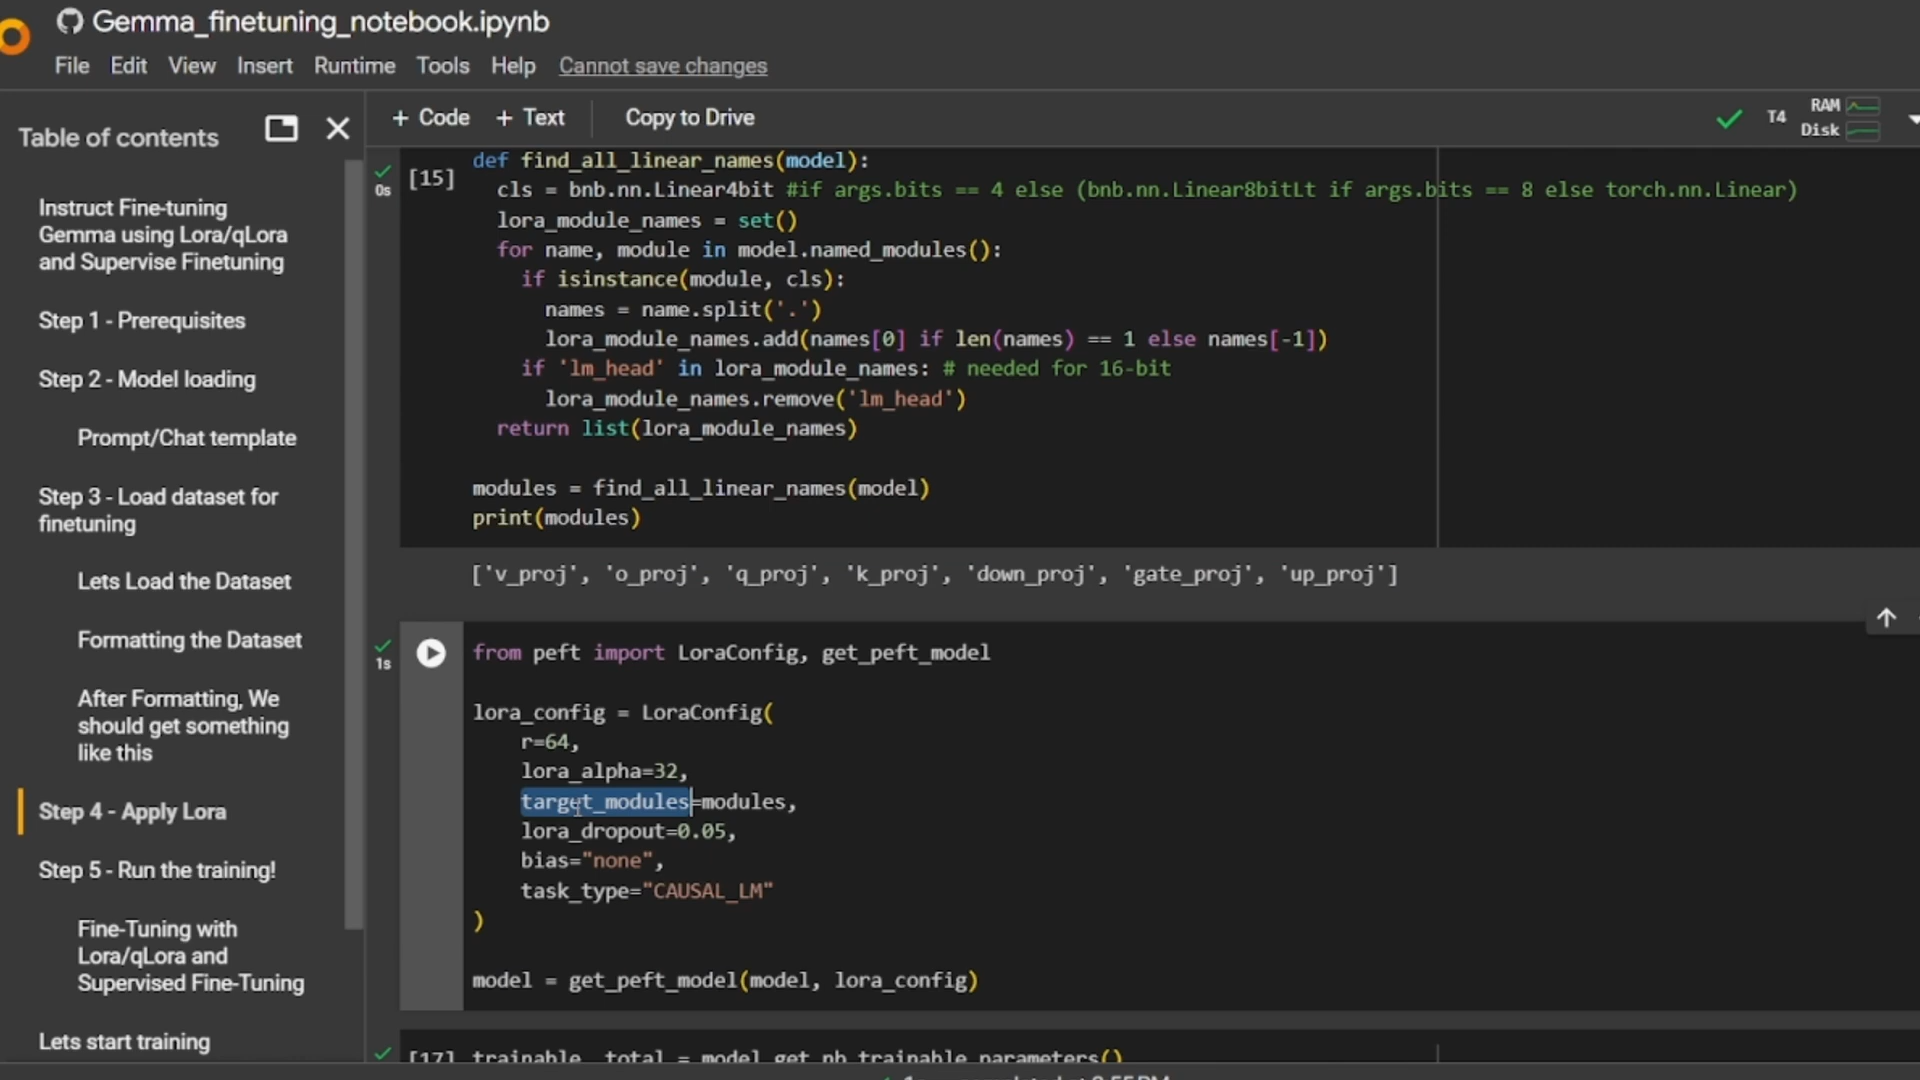 Gemma_finetuning_notebook.ipynb
File Edit View Insert Runtime Tools Help Cannot save changes
Table of contents
+ Code + Text Copy to Drive
T4 RAM
Disk
Instruct Fine-tuning
Gemma using Lora/qLora
and Supervise Finetuning
Step 1 - Prerequisites
Step 2 - Model loading
Prompt/Chat template
Step 3 - Load dataset for
finetuning
Lets Load the Dataset
Formatting the Dataset
After Formatting, We
should get something
like this
Step 4 - Apply Lora
Step 5 - Run the training!
Fine-Tuning with
Lora/qLora and
Supervised Fine-Tuning
Lets start training
0s [15]
def find_all_linear_names(model):
  cls = bnb.nn.Linear4bit #if args.bits == 4 else (bnb.nn.Linear8bitLt if args.bits == 8 else torch.nn.Linear)
  lora_module_names = set()
  for name, module in model.named_modules():
    if isinstance(module, cls):
      names = name.split('.')
      lora_module_names.add(names[0] if len(names) == 1 else names[-1])
    if 'lm_head' in lora_module_names: # needed for 16-bit
      lora_module_names.remove('lm_head')
  return list(lora_module_names)
modules = find_all_linear_names(model)
print(modules)
['v_proj', 'o_proj', 'q_proj', 'k_proj', 'down_proj', 'gate_proj', 'up_proj']
1s
from peft import LoraConfig, get_peft_model
lora_config = LoraConfig(
    r=64,
    lora_alpha=32,
    target_modules=modules,
    lora_dropout=0.05,
    bias="none",
    task_type="CAUSAL_LM"
)
model = get_peft_model(model, lora_config)
[17] trainable, total = model.get_nb_trainable_parameters()